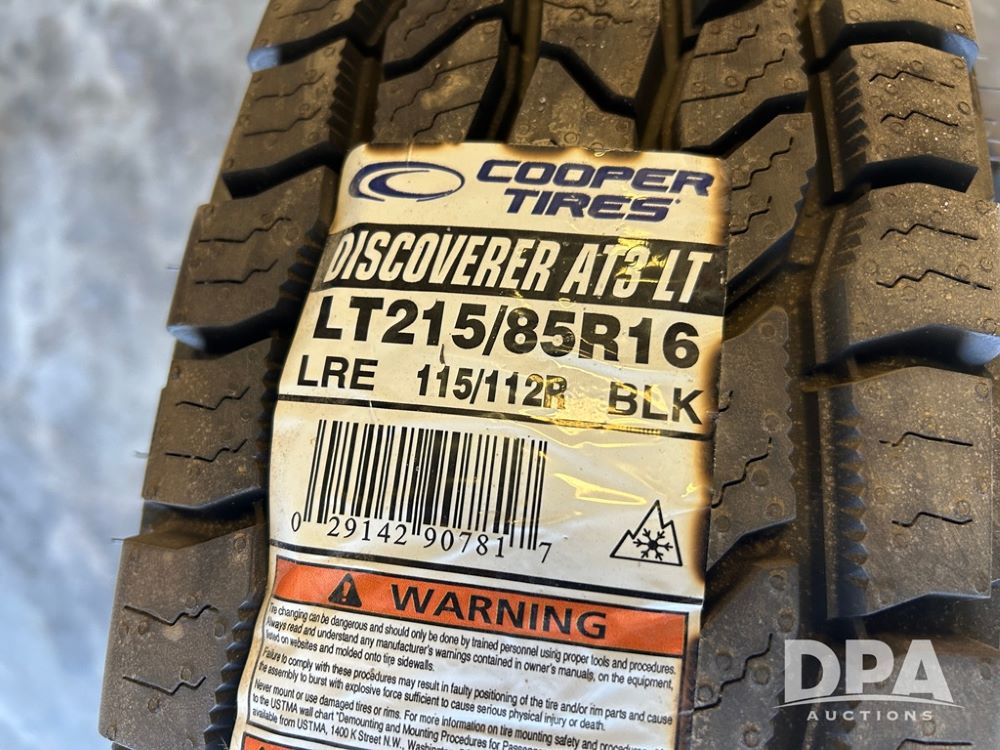 COOPER
TIRES
DISCOVERER AT3 LT
LT215/85R16
LRE 115/112R BLK
0 29142 90781 7
WARNING
Tire changing can be dangerous and should only be done by trained personnel using proper tools and procedures.
Always read and understand any manufacturer's warnings contained in owner's manuals, on the equipment,
listed on websites and molded onto tire sidewalls.
Failure to comply with these procedures may result in faulty positioning of the tire and/or rim parts and cause
the assembly to burst with explosive force sufficient to cause serious physical injury or death.
Never mount or use damaged tires or rims. For more information on tire mounting safety and procedures,
to the USTMA wall chart "Demounting and Mounting Procedures for
available from USTMA, 1400 K Street N.W.,
DPA
AUCTIONS